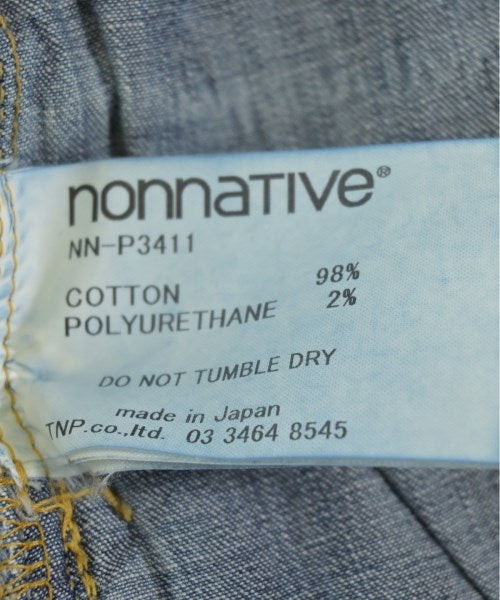 nonnaTIVE®
NN-P3411
COTTON 98%
POLYURETHANE 2%
DO NOT TUMBLE DRY
made in Japan
TNP.co.,ltd. 03 3464 8545